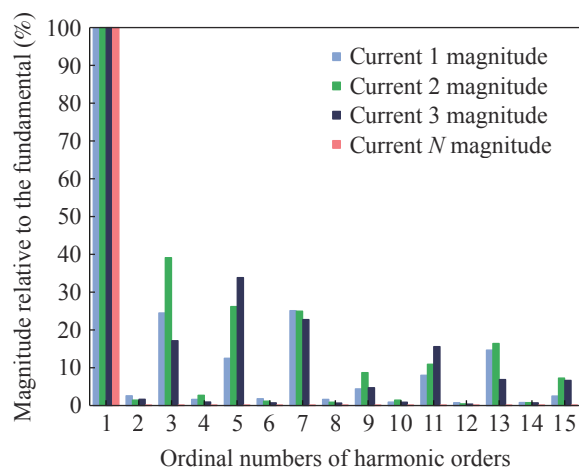 Magnitude relative to the fundamental (%)
100
90
80
70
60
50
40
30
20
10
0
Current 1 magnitude
Current 2 magnitude
Current 3 magnitude
Current N magnitude
1 2 3 4 5 6 7 8 9 10 11 12 13 14 15
Ordinal numbers of harmonic orders